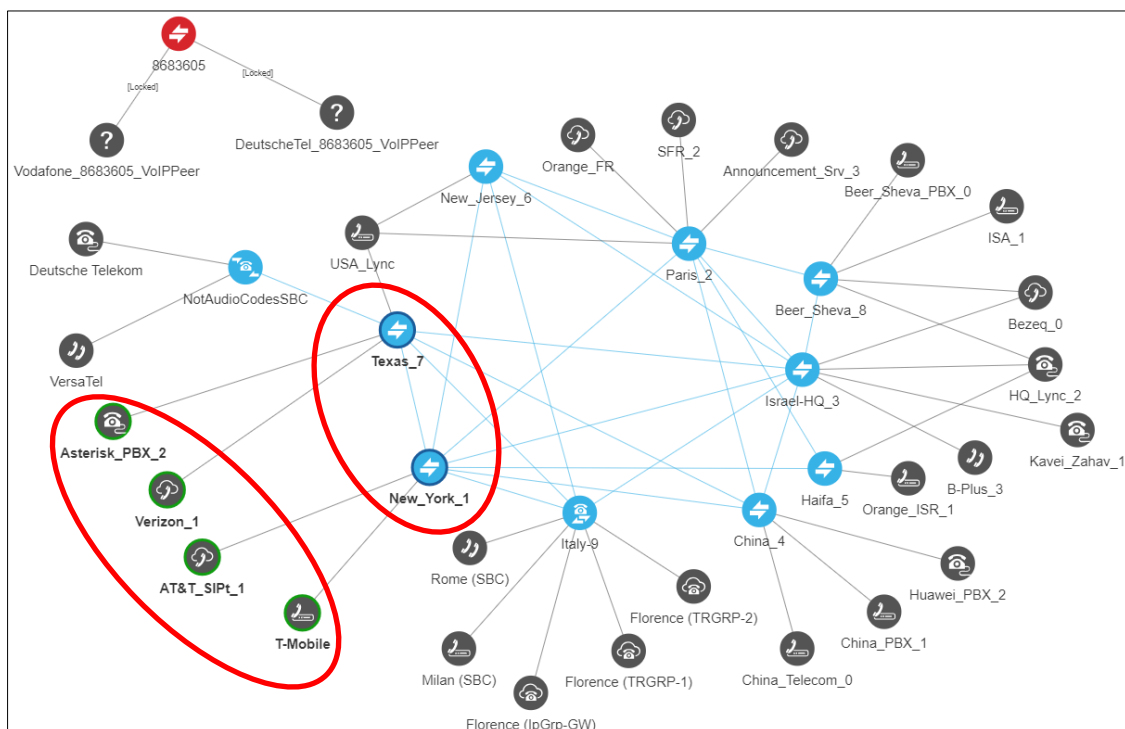 8683605
[Locked]
[Locked]
Vodafone_8683605_VoIPPeer
DeutscheTel_8683605_VoIPPeer
Orange_FR
SFR_2
Announcement_Srv_3
Beer_Sheva_PBX_0
New_Jersey_6
ISA_1
Deutsche Telekom
USA_Lync
Paris_2
NotAudioCodesSBC
Beer_Sheva_8
Bezeq_0
VersaTel
Texas_7
Israel-HQ_3
HQ_Lync_2
Asterisk_PBX_2
Kavei_Zahav_1
New_York_1
B-Plus_3
Haifa_5
Orange_ISR_1
Verizon_1
Italy-9
China_4
AT&T_SIPt_1
Rome (SBC)
Huawei_PBX_2
Florence (TRGRP-2)
T-Mobile
China_PBX_1
Milan (SBC)
Florence (TRGRP-1)
China_Telecom_0
Florence (IpGrp-GW)